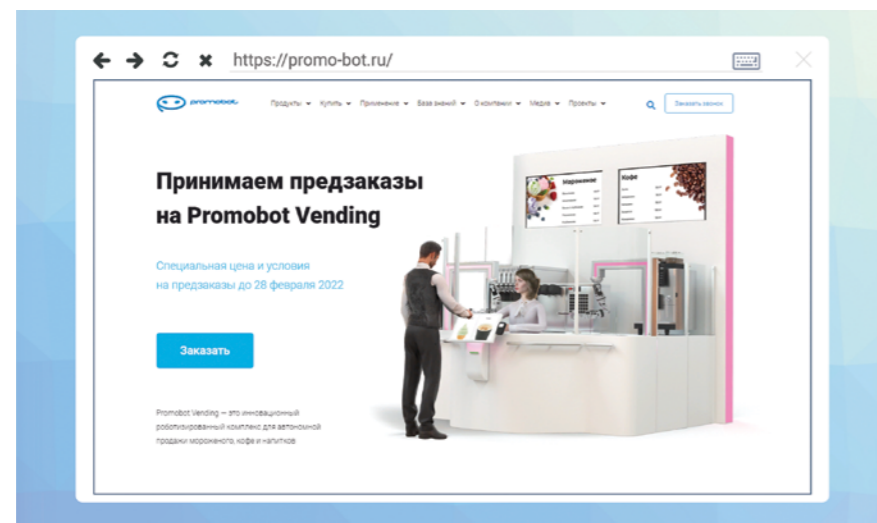 https://promo-bot.ru/
promobot
Продукты Купить Применение База знаний О компании Медиа Проекты Заказать звонок
Принимаем предзаказы
на Promobot Vending
Мороженое
Кофе
Специальная цена и условия
на предзаказы до 28 февраля 2022
Заказать
Promobot Vending — это инновационный
роботизированный комплекс для автономной
продажи мороженого, кофе и напитков